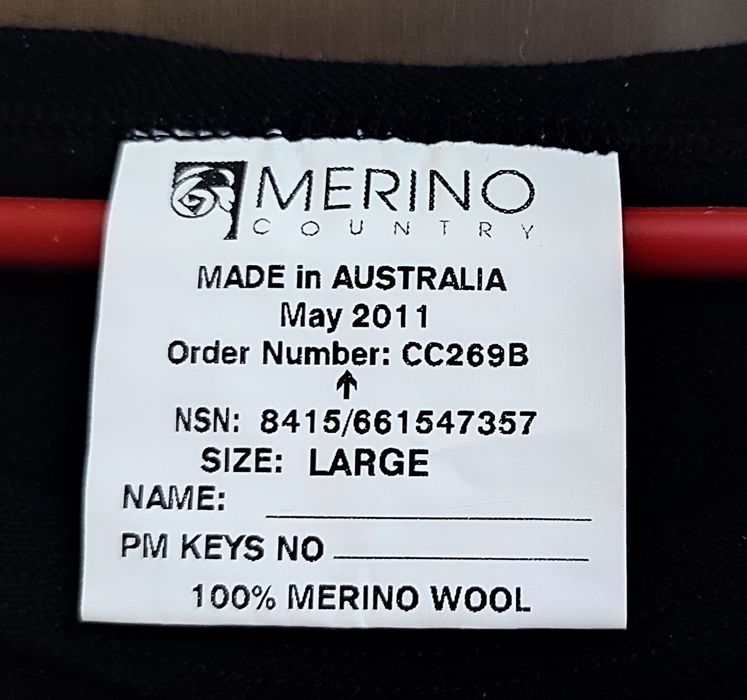 MERINO
COUNTRY
MADE in AUSTRALIA
May 2011
Order Number: CC269B
NSN: 8415/661547357
SIZE: LARGE
NAME:
PM KEYS NO
100% MERINO WOOL